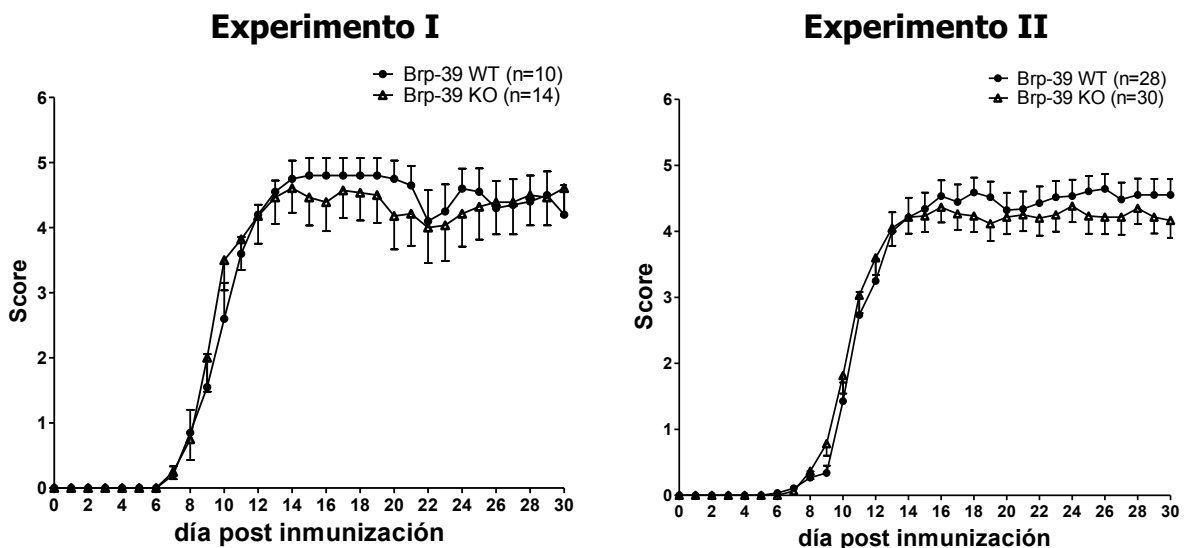 Experimento I
Brp-39 WT (n=10)
Brp-39 KO (n=14)
6
5
4
3
2
1
0
Score
0 2 4 6 8 10 12 14 16 18 20 22 24 26 28 30
día post inmunización
Experimento II
Brp-39 WT (n=28)
Brp-39 KO (n=30)
6
5
4
3
2
1
0
Score
0 2 4 6 8 10 12 14 16 18 20 22 24 26 28 30
día post inmunización